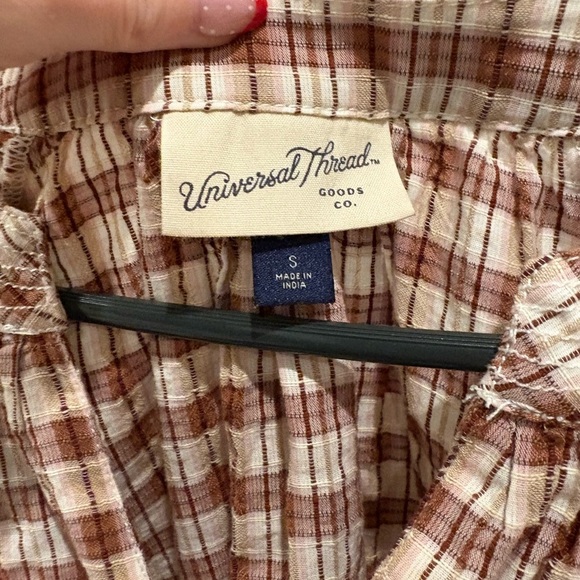 Universal Thread™
GOODS
CO.
S
MADE IN
INDIA